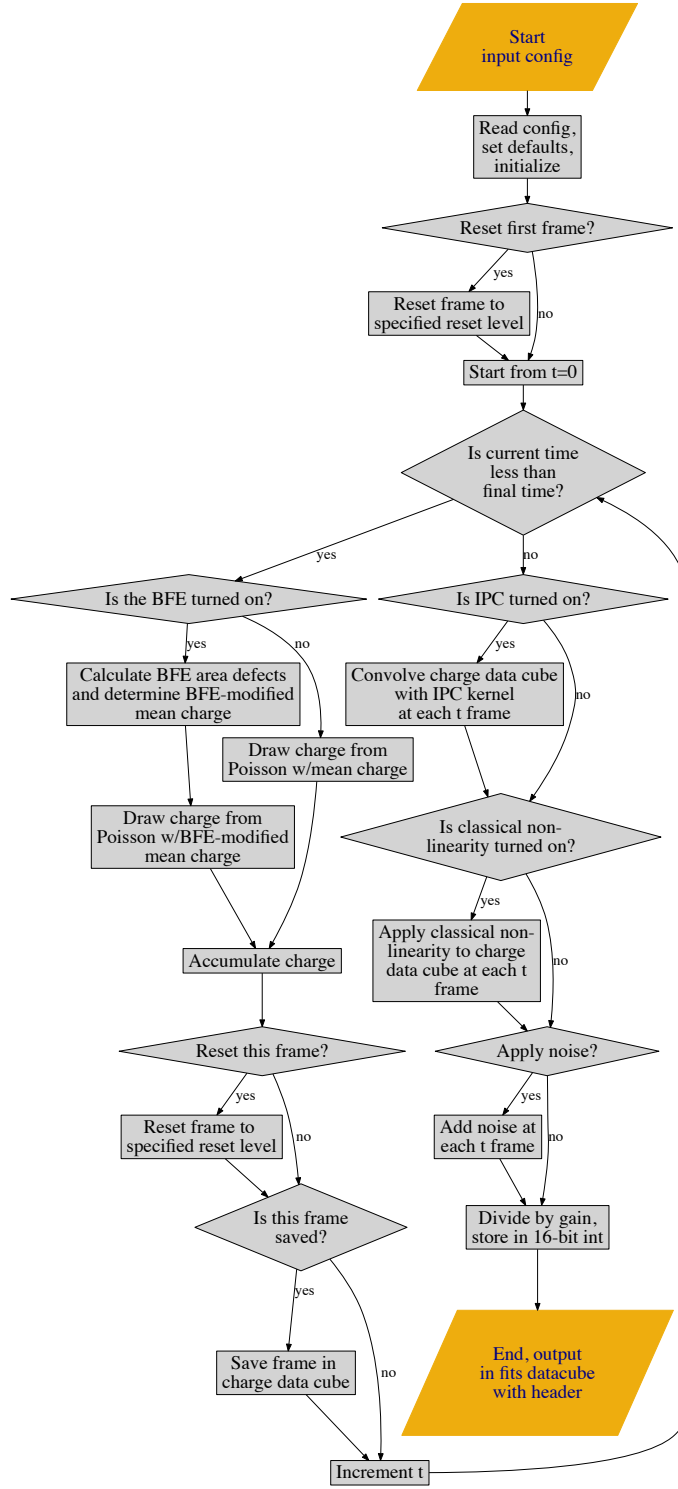 Start
input config
Read config,
set defaults,
initialize
Reset first frame?
yes
Reset frame to
specified reset level
no
Start from t=0
Is current time
less than
final time?
yes
no
Is the BFE turned on?
Is IPC turned on?
yes
no
yes
Calculate BFE area defects
and determine BFE-modified
mean charge
Convolve charge data cube
with IPC kernel
at each t frame
no
Draw charge from
Poisson w/mean charge
Draw charge from
Poisson w/BFE-modified
mean charge
Is classical non-
linearity turned on?
yes
Apply classical non-
linearity to charge
data cube at each t
frame
no
Accumulate charge
Reset this frame?
Apply noise?
yes
yes
Reset frame to
specified reset level
no
Add noise at
each t frame
no
Is this frame
saved?
Divide by gain,
store in 16-bit int
yes
Save frame in
charge data cube
no
End, output
in fits datacube
with header
Increment t